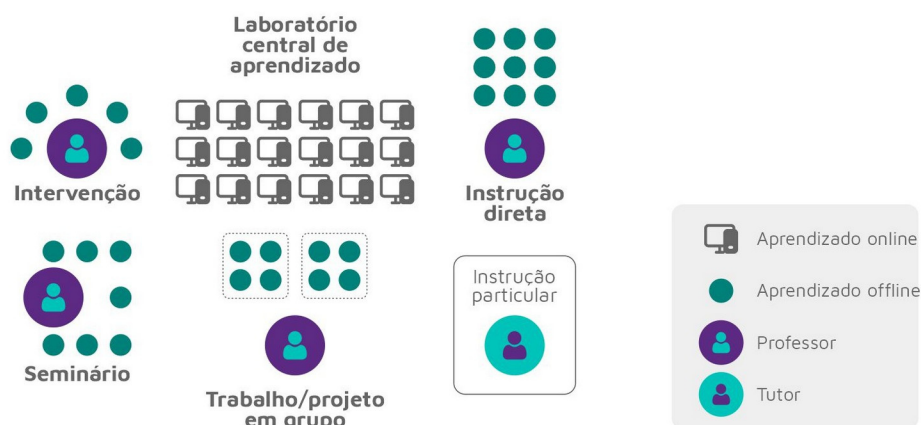 Laboratório
central de
aprendizado
Intervenção
Instrução
direta
Seminário
Trabalho/projeto
em grupo
Instrução
particular
Aprendizado online
Aprendizado offline
Professor
Tutor